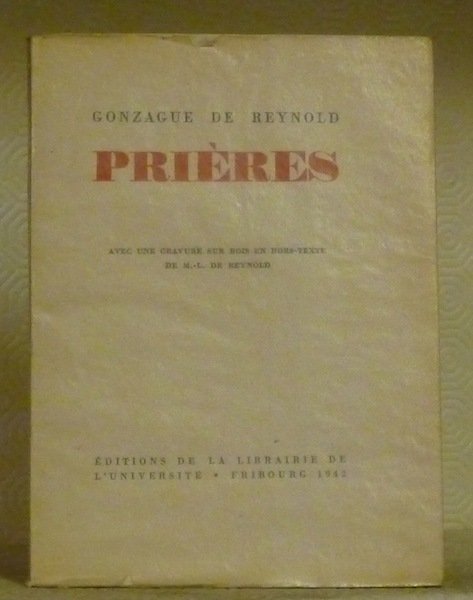 GONZAGUE DE REYNOLD
PRIÈRES
AVEC UNE GRAVURE SUR BOIS EN HORS-TEXTE
DE M.-L. DE REYNOLD
ÉDITIONS DE LA LIBRAIRIE DE
L'UNIVERSITÉ • FRIBOURG 1942